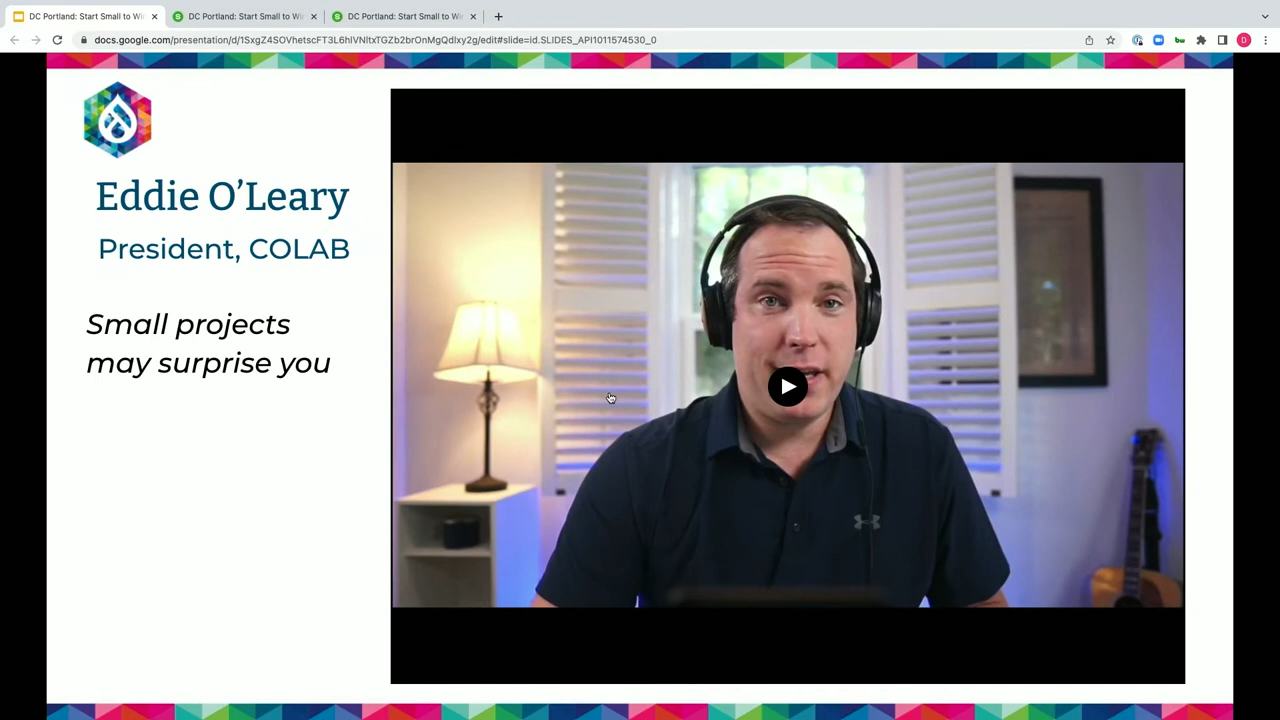 DC Portland: Start Small to Wi
DC Portland: Start Small to Wi
DC Portland: Start Small to Wi
docs.google.com/presentation/d/1SxgZ4SOVhetscFT3L6hIVNltxTGZb2brOnMgQdlxy2g/edit#slide=id.SLIDES_API1011574530_0
Eddie O’Leary
President, COLAB
Small projects
may surprise you